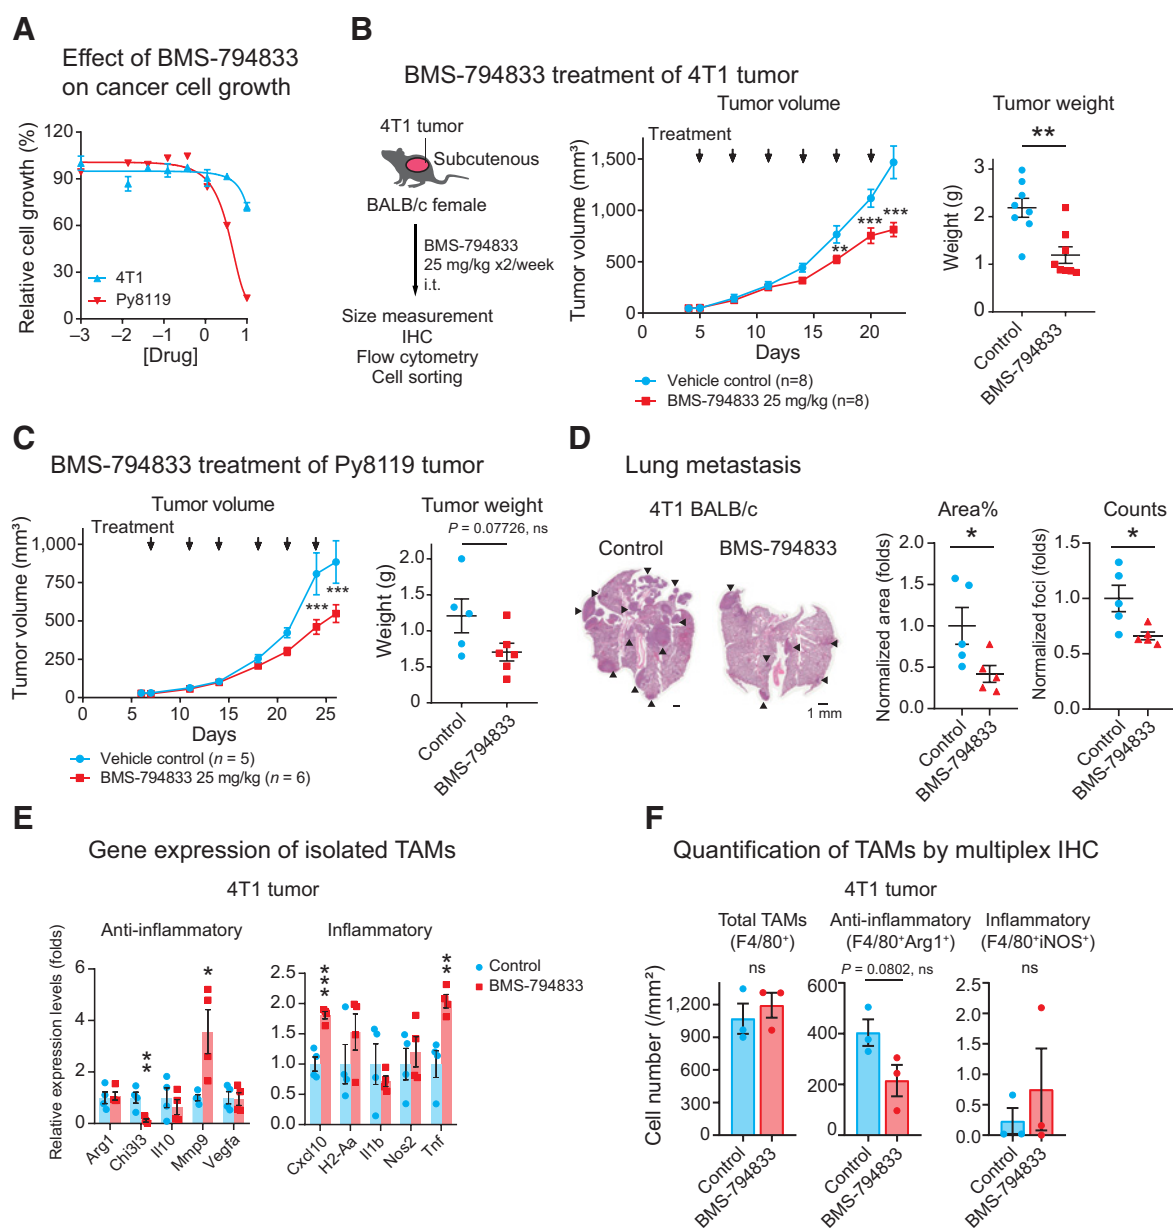 A
Effect of BMS-794833
on cancer cell growth
Relative cell growth (%)
120
90
60
30
0
4T1
Py8119
–3
–2
–1
0
1
[Drug]
B
BMS-794833 treatment of 4T1 tumor
4T1 tumor
Subcutenous
BALB/c female
BMS-794833
25 mg/kg x2/week
i.t.
Size measurement
IHC
Flow cytometry
Cell sorting
Tumor volume
Treatment
Tumor volume (mm³)
1,500
1,000
500
0
**
***
***
0
5
10
15
20
Days
Vehicle control (n=8)
BMS-794833 25 mg/kg (n=8)
Tumor weight
**
Weight (g)
3
2
1
0
Control
BMS-794833
C
BMS-794833 treatment of Py8119 tumor
Tumor volume
Treatment
Tumor volume (mm³)
1,000
750
500
250
0
***
***
0
5
10
15
20
25
Days
Vehicle control (n = 5)
BMS-794833 25 mg/kg (n = 6)
Tumor weight
P = 0.07726, ns
Weight (g)
2.0
1.5
1.0
1.5
0
Control
BMS-794833
D
Lung metastasis
4T1 BALB/c
Control
BMS-794833
1 mm
Area%
*
Normalized area (folds)
2.0
1.5
1.0
0.5
0.0
Control
BMS-794833
Counts
*
Normalized foci (folds)
1.5
1.0
0.5
0.0
Control
BMS-794833
E
Gene expression of isolated TAMs
4T1 tumor
Anti-inflammatory
Relative expression levels (folds)
6
4
2
0
**
*
Arg1
Chi3l3
Il10
Mmp9
Vegfa
Inflammatory
2.5
2.0
1.5
1.0
0.5
0.0
***
**
Cxcl10
H2-Aa
Il1b
Nos2
Tnf
Control
BMS-794833
F
Quantification of TAMs by multiplex IHC
4T1 tumor
Total TAMs
(F4/80⁺)
ns
Cell number (/mm²)
1,200
900
600
300
0
Control
BMS-794833
Anti-inflammatory
(F4/80⁺Arg1⁺)
P = 0.0802, ns
600
400
200
0
Control
BMS-794833
Inflammatory
(F4/80⁺iNOS⁺)
ns
2.5
2.0
1.5
1.0
0.5
0.0
Control
BMS-794833